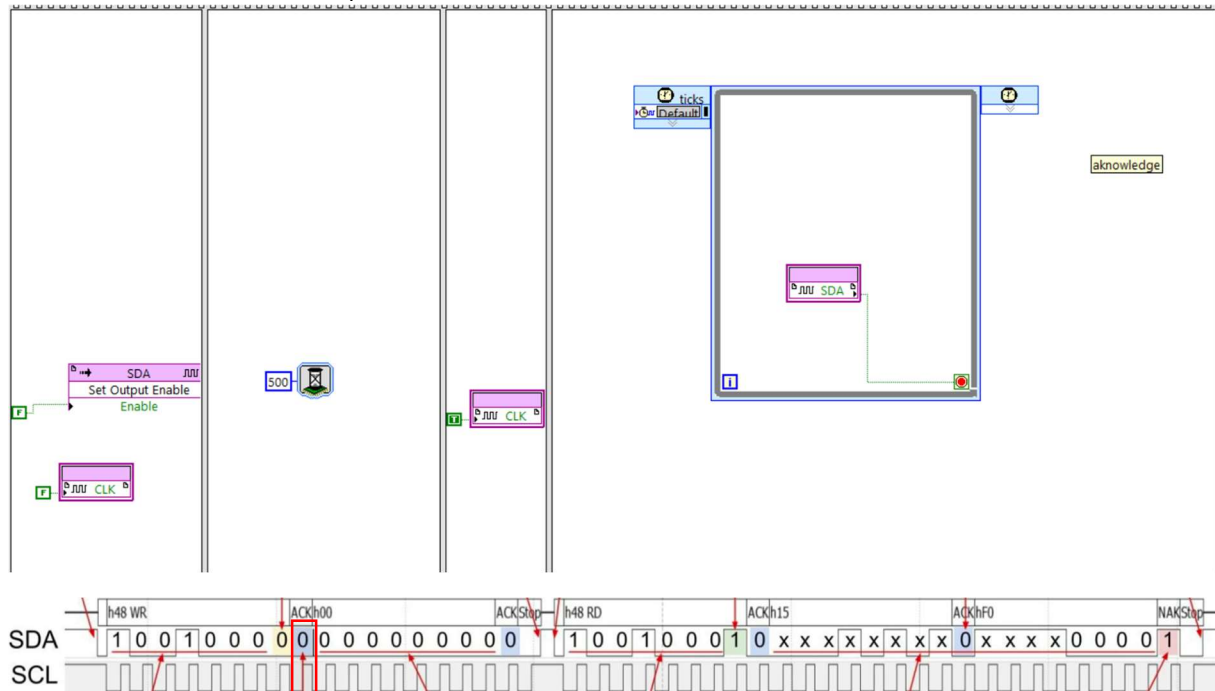 ticks
Default
aknowledge
SDA
SDA
Set Output Enable
500
i
Enable
F
T
CLK
F
CLK
h48 WR ACK h00 ACK Stop h48 RD ACK h15 ACK hF0 NAK Stop
SDA 1 0 0 1 0 0 0 0 0 0 0 0 0 0 0 0 0 0 1 0 0 1 0 0 0 1 0 x x x x x x x x 0 x x x x 0 0 0 0 1
SCL